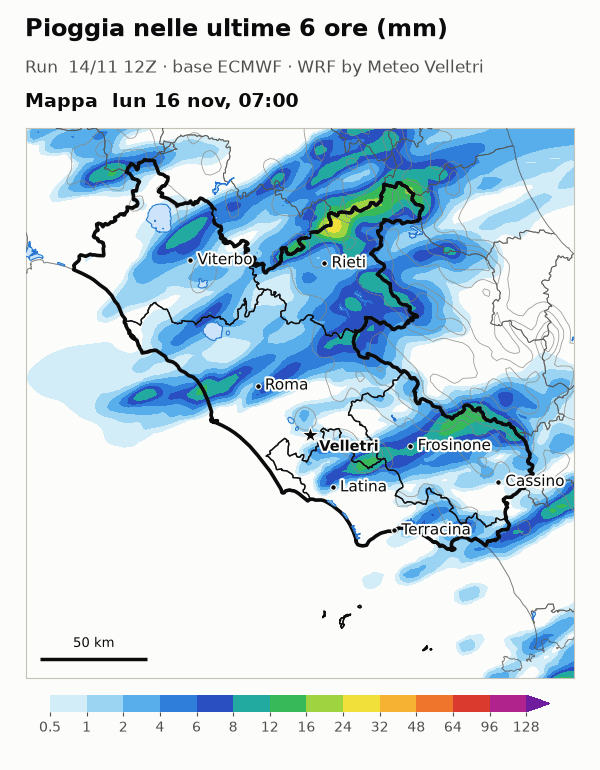 Pioggia nelle ultime 6 ore (mm)
Run 14/11 12Z · base ECMWF · WRF by Meteo Velletri
Mappa lun 16 nov, 07:00
Viterbo
Rieti
Roma
Velletri
Frosinone
Latina
Cassino
Terracina
50 km
0.5 1 2 4 6 8 12 16 24 32 48 64 96 128